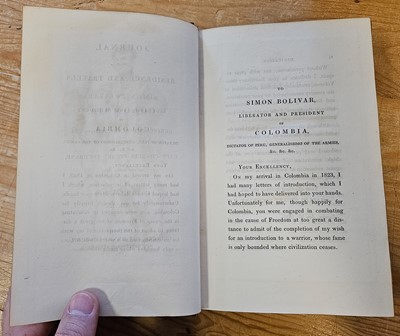 TO
SIMON BOLIVAR,
LIBERATOR AND PRESIDENT
OF
COLOMBIA,
DICTATOR OF PERU, GENERALISSIMO OF THE ARMIES,
&c. &c. &c.
YOUR EXCELLENCY,
ON my arrival in Colombia in 1823, I
had many letters of introduction, which I
had hoped to have delivered into your hands.
Unfortunately for me, though happily for
Colombia, you were engaged in combating
in the cause of Freedom at too great a dis-
tance to admit of the completion of my wish
for an introduction to a warrior, whose fame
is only bounded where civilization ceases.